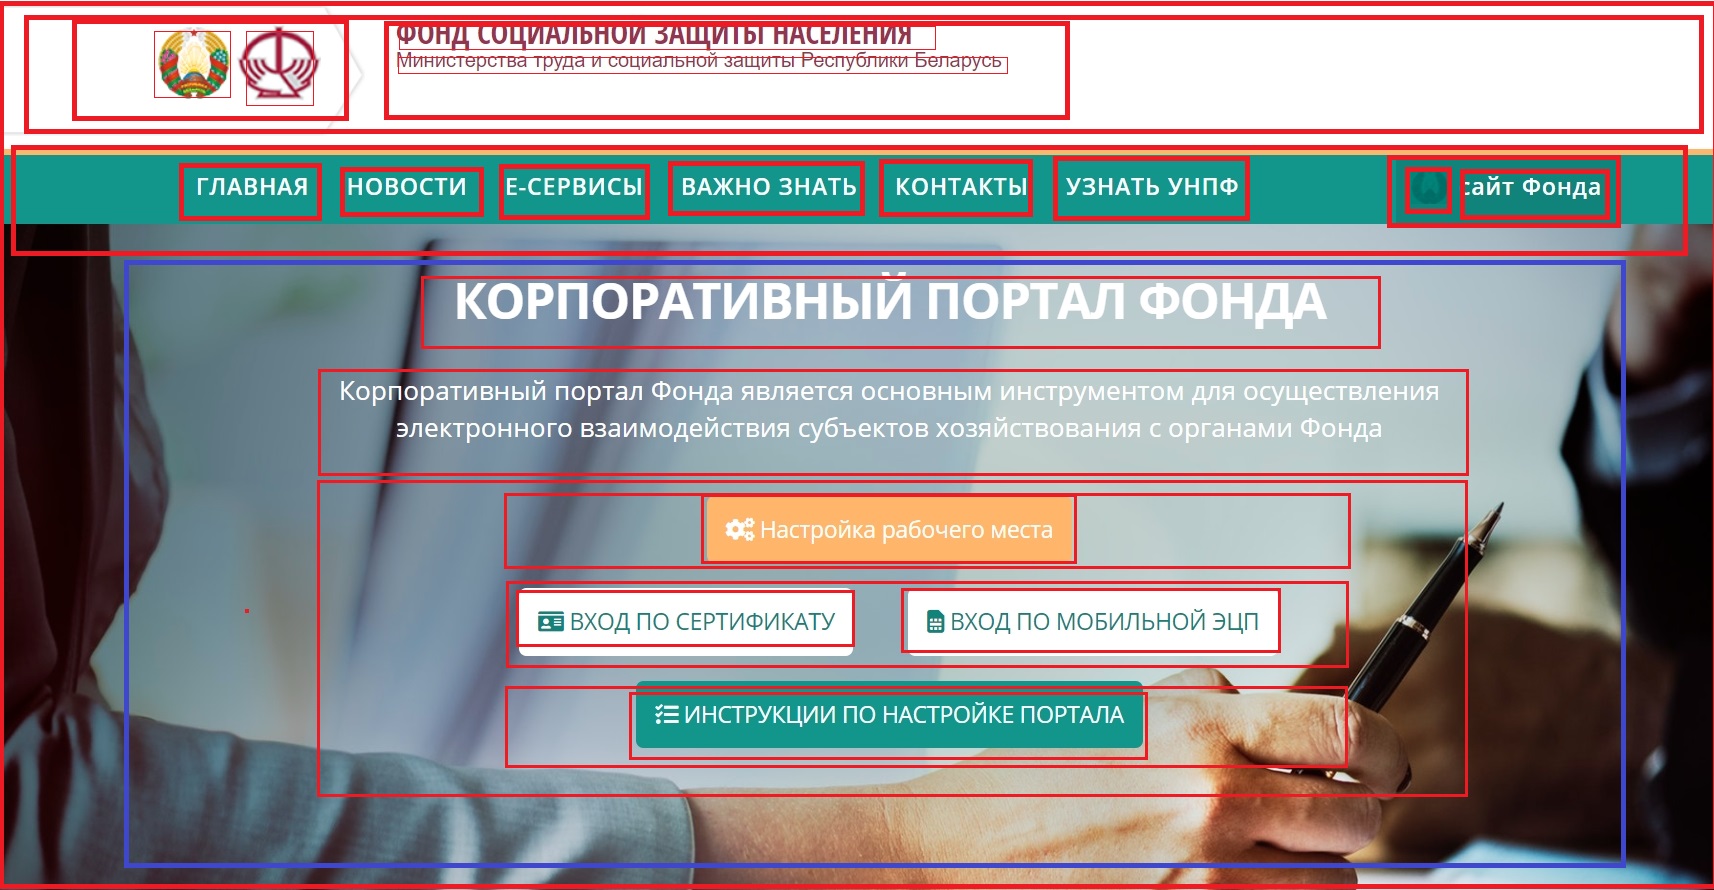 ФОНД СОЦИАЛЬНОЙ ЗАЩИТЫ НАСЕЛЕНИЯ
Министерства труда и социальной защиты Республики Беларусь
ГЛАВНАЯ НОВОСТИ Е-СЕРВИСЫ ВАЖНО ЗНАТЬ КОНТАКТЫ УЗНАТЬ УНПФ сайт Фонда
КОРПОРАТИВНЫЙ ПОРТАЛ ФОНДА
Корпоративный портал Фонда является основным инструментом для осуществления
электронного взаимодействия субъектов хозяйствования с органами Фонда
Настройка рабочего места
ВХОД ПО СЕРТИФИКАТУ ВХОД ПО МОБИЛЬНОЙ ЭЦП
ИНСТРУКЦИИ ПО НАСТРОЙКЕ ПОРТАЛА